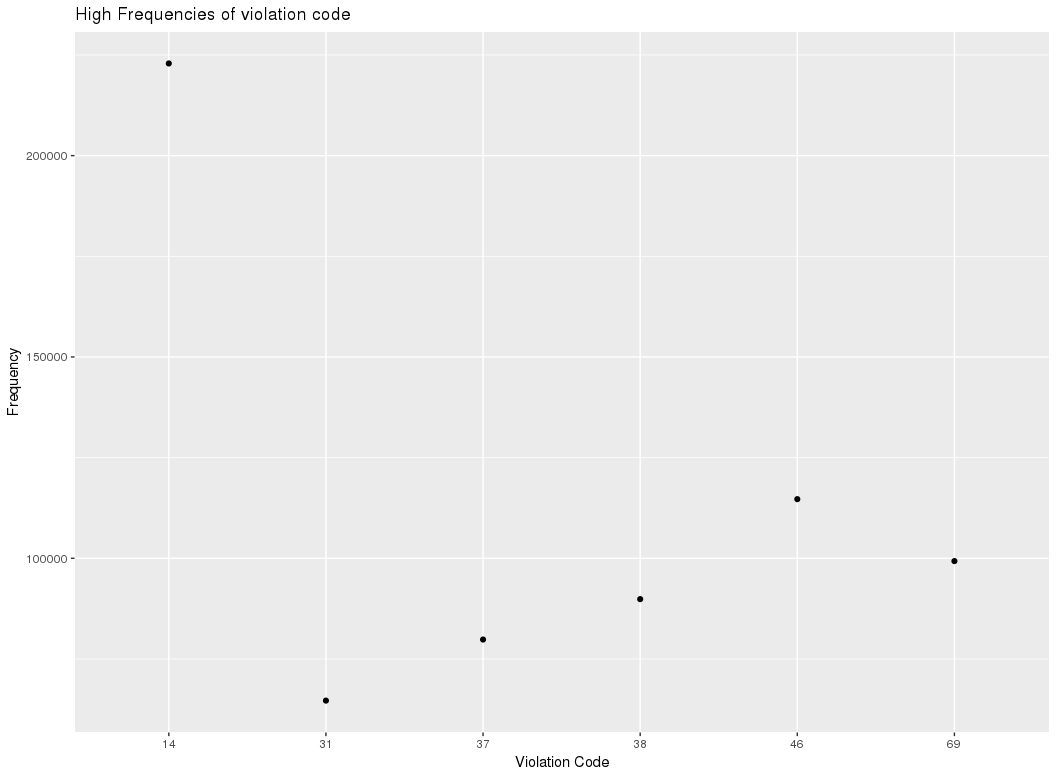 High Frequencies of violation code
Frequency
200000
150000
100000
14 31 37 38 46 69
Violation Code